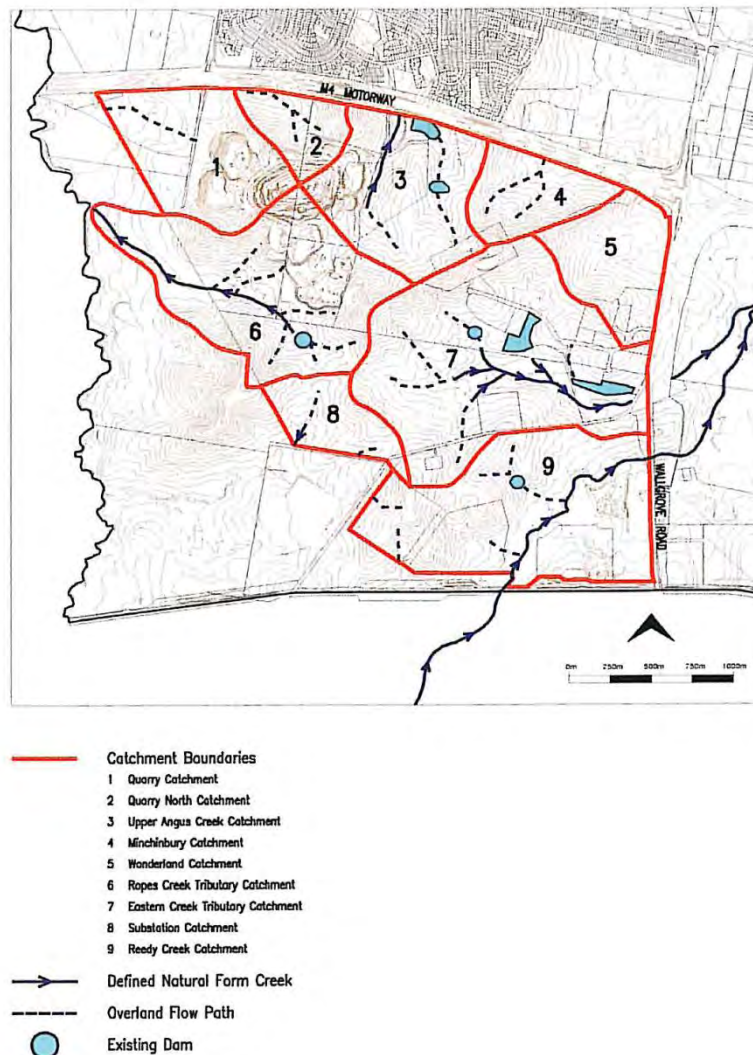 M4 MOTORWAY
1
2
3
4
5
6
7
8
9
WALLGROVE ROAD
0m 250m 500m 750m 1000m
Catchment Boundaries
1 Quarry Catchment
2 Quarry North Catchment
3 Upper Angus Creek Catchment
4 Minchinbury Catchment
5 Wonderland Catchment
6 Ropes Creek Tributary Catchment
7 Eastern Creek Tributary Catchment
8 Substation Catchment
9 Reedy Creek Catchment
Defined Natural Form Creek
Overland Flow Path
Existing Dam